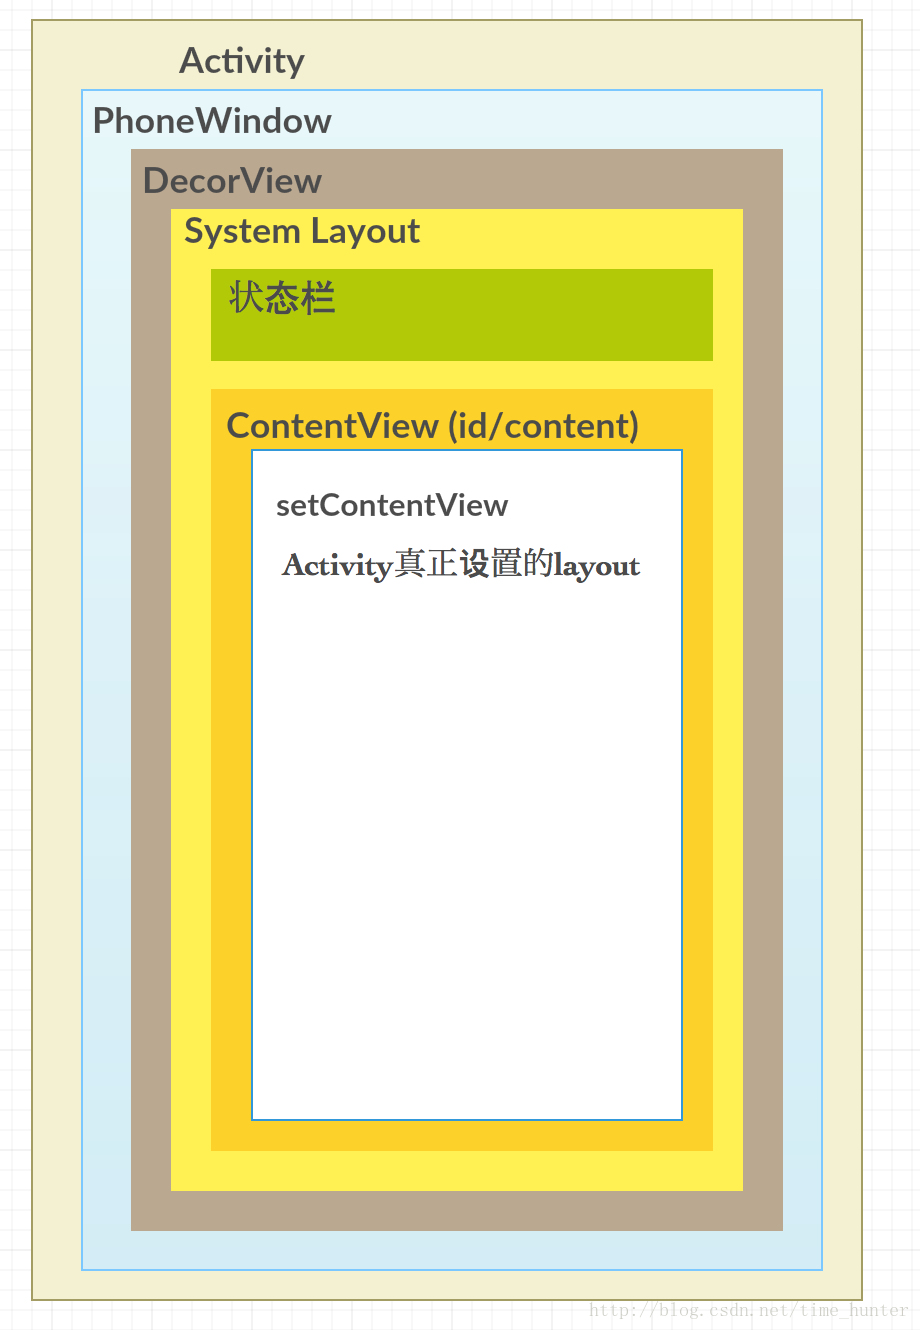 Activity
PhoneWindow
DecorView
System Layout
状态栏
ContentView (id/content)
setContentView
Activity真正设置的layout
http://blog.csdn.net/time_hunter